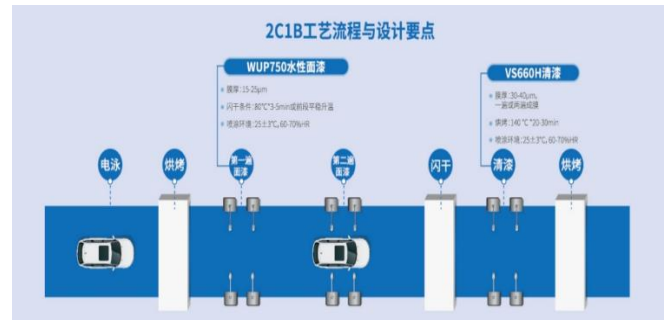 2C1B工艺流程与设计要点
WUP750水性面漆
膜厚：15-25μm
闪干条件：80℃*3-5min或前段平稳升温
喷涂环境：25±3℃, 60-70%HR
VS660H清漆
膜厚：30-40μm,
一遍或两遍成膜
烘烤：140℃*20-30min
喷涂环境：25±3℃, 60-70%HR
电泳
烘烤
第一遍
面漆
第二遍
面漆
闪干
清漆
烘烤